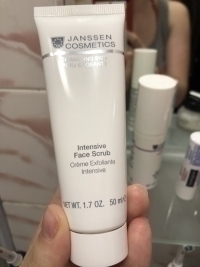 JANSSEN
COSMETICS
Intensive
Face Scrub
Crème Exfoliante
Intensive
NET WT. 1.7 OZ. 50 ml